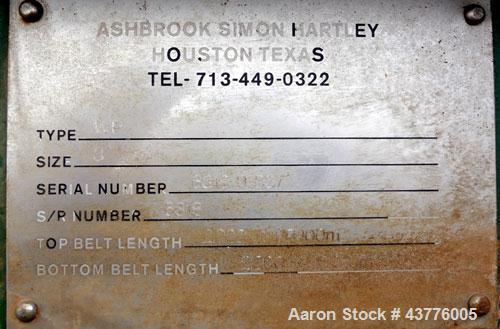 ASHBROOK SIMON HARTLEY
HOUSTON TEXAS
TEL- 713-449-0322
TYPE
SIZE
SERIAL NUMBER
S/R NUMBER
TOP BELT LENGTH
BOTTOM BELT LENGTH
Aaron Stock # 43776005